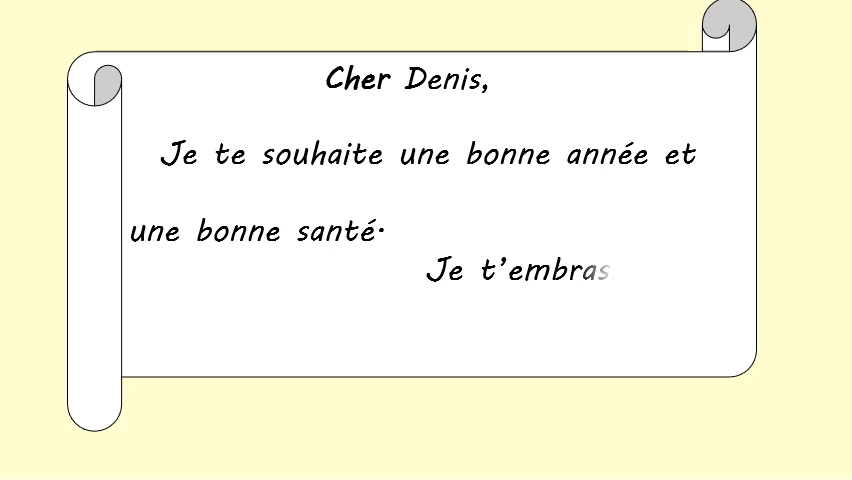 Cher Denis,
Je te souhaite une bonne année et
une bonne santé.
Je t’embras